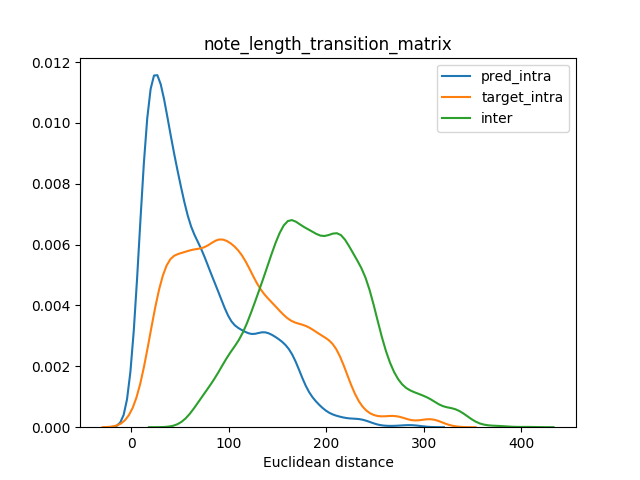 note_length_transition_matrix
0.012
0.010
0.008
0.006
0.004
0.002
0.000
pred_intra
target_intra
inter
0 100 200 300 400
Euclidean distance